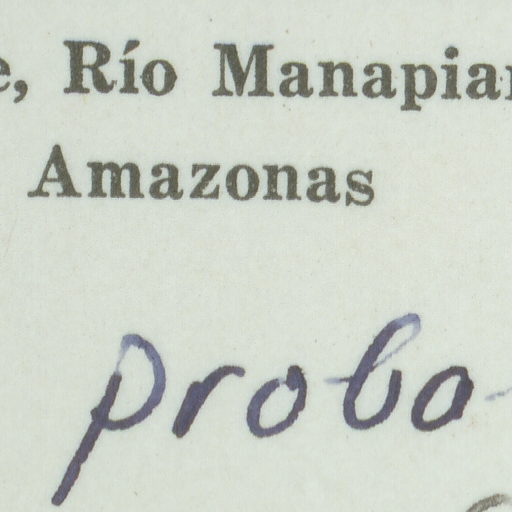 e, Río Manapiar
Amazonas
proba